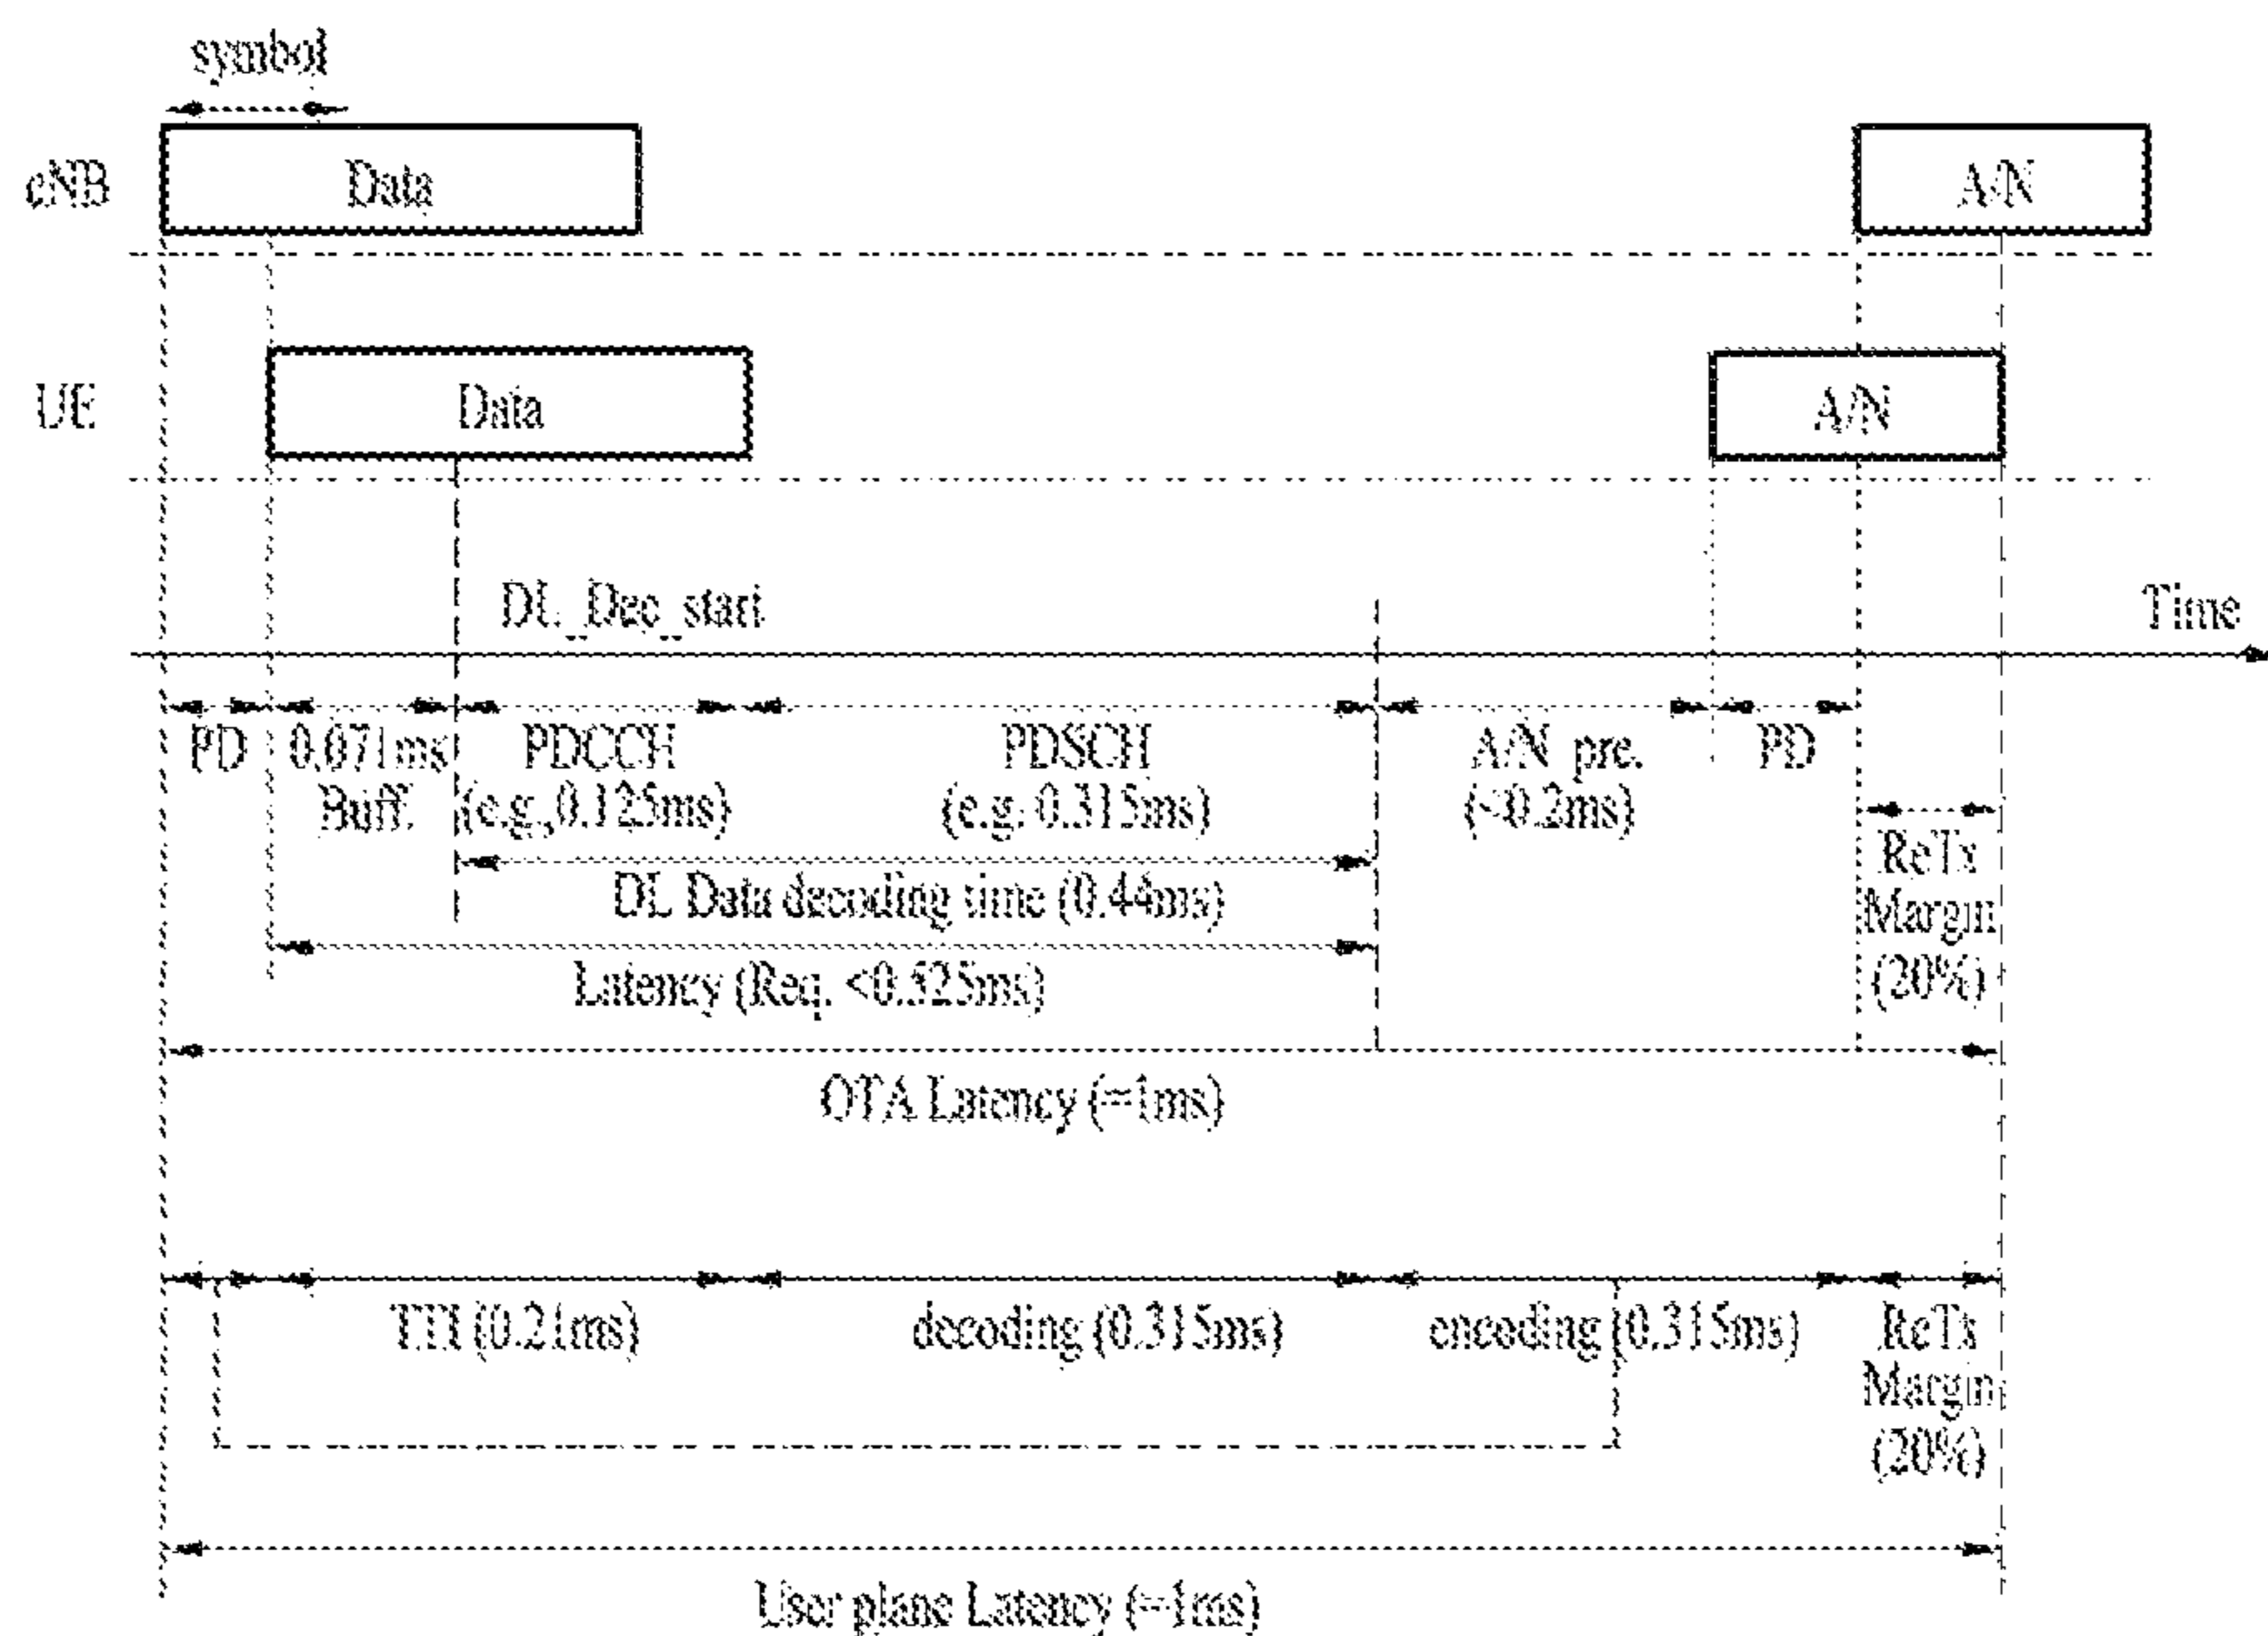 symbol
eNB Data A/N
UE Data A/N
DL_Dec_start Time
PD 0.071ms PDCCH PDSCH A/N pre. PD
Buff. (e.g.,0.125ms) (e.g. 0.315ms) (<0.2ms)
ReTx
DL Data decoding time (0.44ms) Margin
Latency (Req. <0.525ms) (20%)
OTA Latency (=1ms)
TTI (0.21ms) decoding (0.315ms) encoding (0.315ms) ReTx
Margin
(20%)
User plane Latency (=1ms)